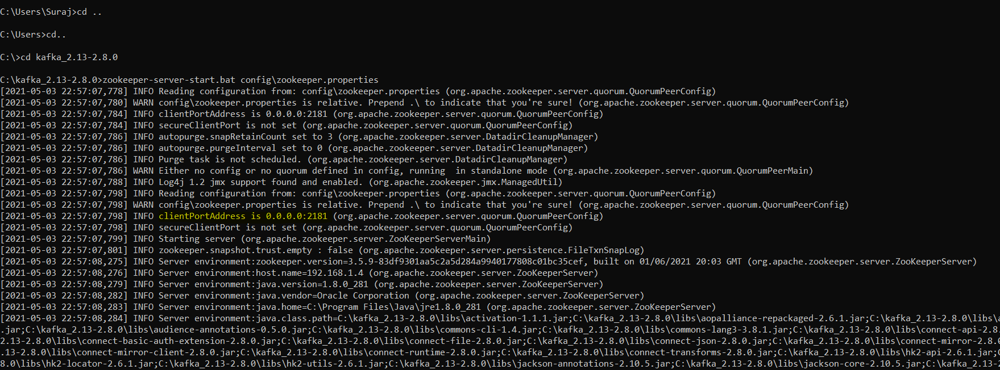 C:\Users\Suraj>cd ..
C:\Users>cd..
C:\>cd kafka_2.13-2.8.0
C:\kafka_2.13-2.8.0>zookeeper-server-start.bat config\zookeeper.properties
[2021-05-03 22:57:07,778] INFO Reading configuration from: config\zookeeper.properties (org.apache.zookeeper.server.quorum.QuorumPeerConfig)
[2021-05-03 22:57:07,780] WARN config\zookeeper.properties is relative. Prepend .\ to indicate that you're sure! (org.apache.zookeeper.server.quorum.QuorumPeerConfig)
[2021-05-03 22:57:07,784] INFO clientPortAddress is 0.0.0.0:2181 (org.apache.zookeeper.server.quorum.QuorumPeerConfig)
[2021-05-03 22:57:07,784] INFO secureClientPort is not set (org.apache.zookeeper.server.quorum.QuorumPeerConfig)
[2021-05-03 22:57:07,786] INFO autopurge.snapRetainCount set to 3 (org.apache.zookeeper.server.DatadirCleanupManager)
[2021-05-03 22:57:07,786] INFO autopurge.purgeInterval set to 0 (org.apache.zookeeper.server.DatadirCleanupManager)
[2021-05-03 22:57:07,786] INFO Purge task is not scheduled. (org.apache.zookeeper.server.DatadirCleanupManager)
[2021-05-03 22:57:07,786] WARN Either no config or no quorum defined in config, running  in standalone mode (org.apache.zookeeper.server.quorum.QuorumPeerMain)
[2021-05-03 22:57:07,788] INFO Log4j 1.2 jmx support found and enabled. (org.apache.zookeeper.jmx.ManagedUtil)
[2021-05-03 22:57:07,798] INFO Reading configuration from: config\zookeeper.properties (org.apache.zookeeper.server.quorum.QuorumPeerConfig)
[2021-05-03 22:57:07,798] WARN config\zookeeper.properties is relative. Prepend .\ to indicate that you're sure! (org.apache.zookeeper.server.quorum.QuorumPeerConfig)
[2021-05-03 22:57:07,798] INFO clientPortAddress is 0.0.0.0:2181 (org.apache.zookeeper.server.quorum.QuorumPeerConfig)
[2021-05-03 22:57:07,798] INFO secureClientPort is not set (org.apache.zookeeper.server.quorum.QuorumPeerConfig)
[2021-05-03 22:57:07,799] INFO Starting server (org.apache.zookeeper.server.ZooKeeperServerMain)
[2021-05-03 22:57:07,801] INFO zookeeper.snapshot.trust.empty : false (org.apache.zookeeper.server.persistence.FileTxnSnapLog)
[2021-05-03 22:57:08,275] INFO Server environment:zookeeper.version=3.5.9-83df9301aa5c2a5d284a9940177808c01bc35cef, built on 01/06/2021 20:03 GMT (org.apache.zookeeper.server.ZooKeeperServer)
[2021-05-03 22:57:08,276] INFO Server environment:host.name=192.168.1.4 (org.apache.zookeeper.server.ZooKeeperServer)
[2021-05-03 22:57:08,279] INFO Server environment:java.version=1.8.0_281 (org.apache.zookeeper.server.ZooKeeperServer)
[2021-05-03 22:57:08,282] INFO Server environment:java.vendor=Oracle Corporation (org.apache.zookeeper.server.ZooKeeperServer)
[2021-05-03 22:57:08,283] INFO Server environment:java.home=C:\Program Files\Java\jre1.8.0_281 (org.apache.zookeeper.server.ZooKeeperServer)
[2021-05-03 22:57:08,284] INFO Server environment:java.class.path=C:\kafka_2.13-2.8.0\libs\activation-1.1.1.jar;C:\kafka_2.13-2.8.0\libs\aopalliance-repackaged-2.6.1.jar;C:\kafka_2.13-2.8.0\libs\a
.jar;C:\kafka_2.13-2.8.0\libs\audience-annotations-0.5.0.jar;C:\kafka_2.13-2.8.0\libs\commons-cli-1.4.jar;C:\kafka_2.13-2.8.0\libs\commons-lang3-3.8.1.jar;C:\kafka_2.13-2.8.0\libs\connect-api-2.8.
2.13-2.8.0\libs\connect-basic-auth-extension-2.8.0.jar;C:\kafka_2.13-2.8.0\libs\connect-file-2.8.0.jar;C:\kafka_2.13-2.8.0\libs\connect-json-2.8.0.jar;C:\kafka_2.13-2.8.0\libs\connect-mirror-2.8.0
.13-2.8.0\libs\connect-mirror-client-2.8.0.jar;C:\kafka_2.13-2.8.0\libs\connect-runtime-2.8.0.jar;C:\kafka_2.13-2.8.0\libs\connect-transforms-2.8.0.jar;C:\kafka_2.13-2.8.0\libs\hk2-api-2.6.1.jar;C
8.0\libs\hk2-locator-2.6.1.jar;C:\kafka_2.13-2.8.0\libs\hk2-utils-2.6.1.jar;C:\kafka_2.13-2.8.0\libs\jackson-annotations-2.10.5.jar;C:\kafka_2.13-2.8.0\libs\jackson-core-2.10.5.jar;C:\kafka_2.13-2